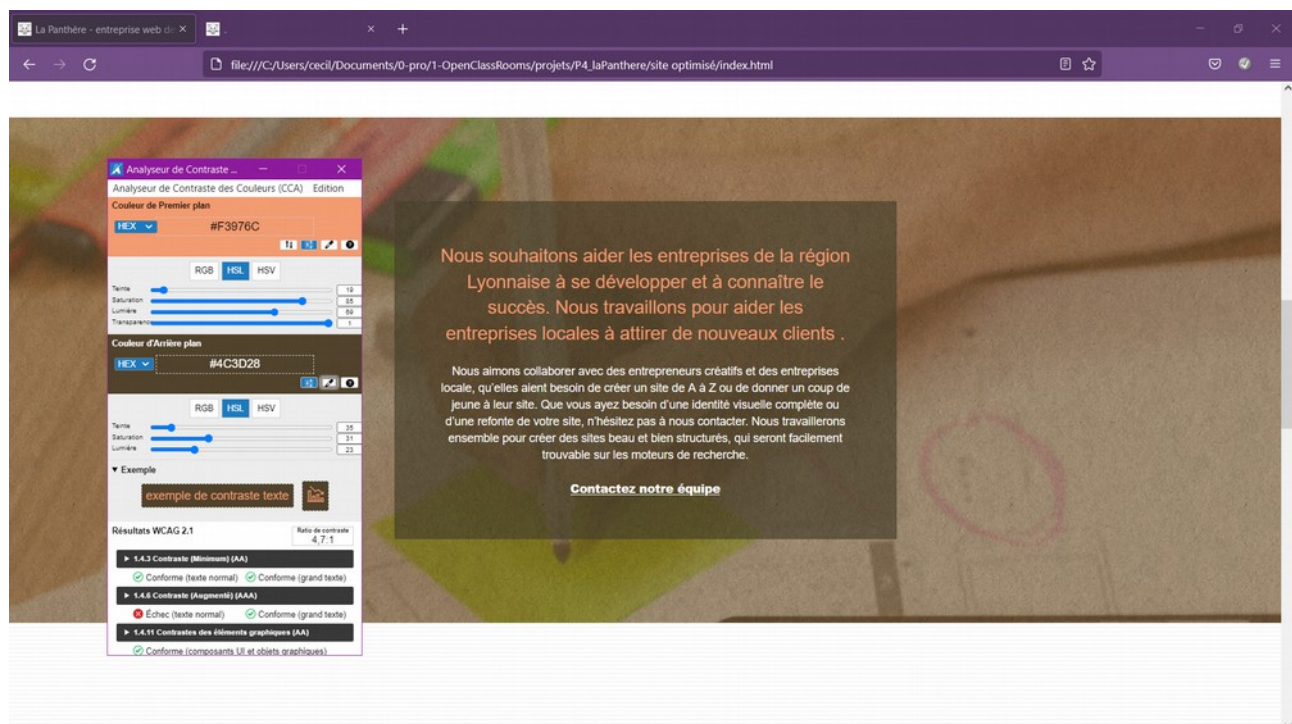 La Panthère - entreprise web de
.
file:///C:/Users/cecil/Documents/0-pro/1-OpenClassRooms/projets/P4_laPanthere/site optimisé/index.html
Analyseur de Contraste ...
Analyseur de Contraste des Couleurs (CCA) Edition
Couleur de Premier plan
HEX #F3976C
RGB HSL HSV
Teinte 19
Saturation 85
Lumière 69
Transparence 1
Couleur d'Arrière plan
HEX #4C3D28
RGB HSL HSV
Teinte 35
Saturation 31
Lumière 23
▼ Exemple
exemple de contraste texte
Résultats WCAG 2.1
Ratio de contraste
4,7:1
1.4.3 Contraste (Minimum) (AA)
Conforme (texte normal) Conforme (grand texte)
1.4.6 Contraste (Augmenté) (AAA)
Échec (texte normal) Conforme (grand texte)
1.4.11 Contrastes des éléments graphiques (AA)
Conforme (composants UI et objets graphiques)
Nous souhaitons aider les entreprises de la région
Lyonnaise à se développer et à connaître le
succès. Nous travaillons pour aider les
entreprises locales à attirer de nouveaux clients .
Nous aimons collaborer avec des entrepreneurs créatifs et des entreprises
locale, qu'elles aient besoin de créer un site de A à Z ou de donner un coup de
jeune à leur site. Que vous ayez besoin d'une identité visuelle complète ou
d'une refonte de votre site, n'hésitez pas à nous contacter. Nous travaillerons
ensemble pour créer des sites beau et bien structurés, qui seront facilement
trouvable sur les moteurs de recherche.
Contactez notre équipe